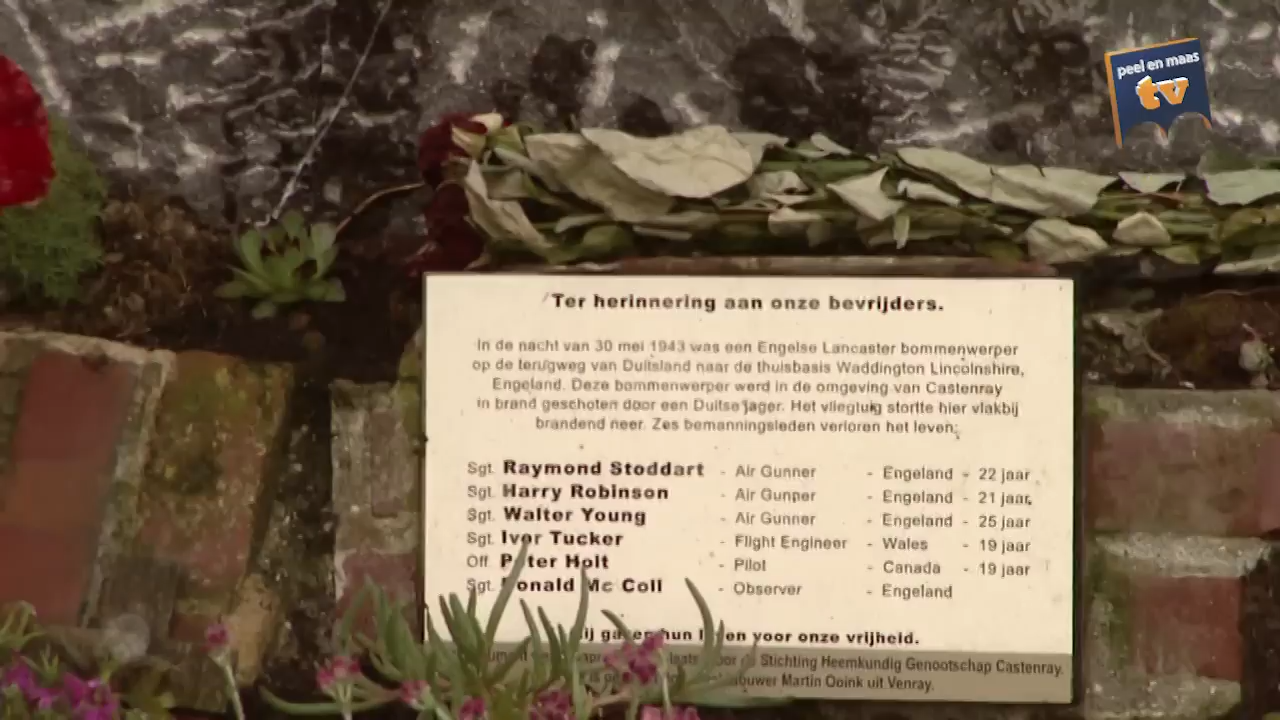 peel en maas
tv
Ter herinnering aan onze bevrijders.
In de nacht van 30 mei 1943 was een Engelse Lancaster bommenwerper
op de terugweg van Duitsland naar de thuisbasis Waddington Lincolnshire,
Engeland. Deze bommenwerper werd in de omgeving van Castenray
in brand geschoten door een Duitse jager. Het vliegtuig stortte hier vlakbij
brandend neer. Zes bemanningsleden verloren het leven:
Sgt. Raymond Stoddart - Air Gunner - Engeland - 22 jaar
Sgt. Harry Robinson - Air Gunner - Engeland - 21 jaar
Sgt. Walter Young - Air Gunner - Engeland - 25 jaar
Sgt. Ivor Tucker - Flight Engineer - Wales - 19 jaar
Off. Peter Holt - Pilot - Canada - 19 jaar
Sgt. Mc Coll - Observer - Engeland
hun voor onze vrijheid.
Stichting Heemkundig Genootschap Castenray.
Martin Ooink uit Venray.